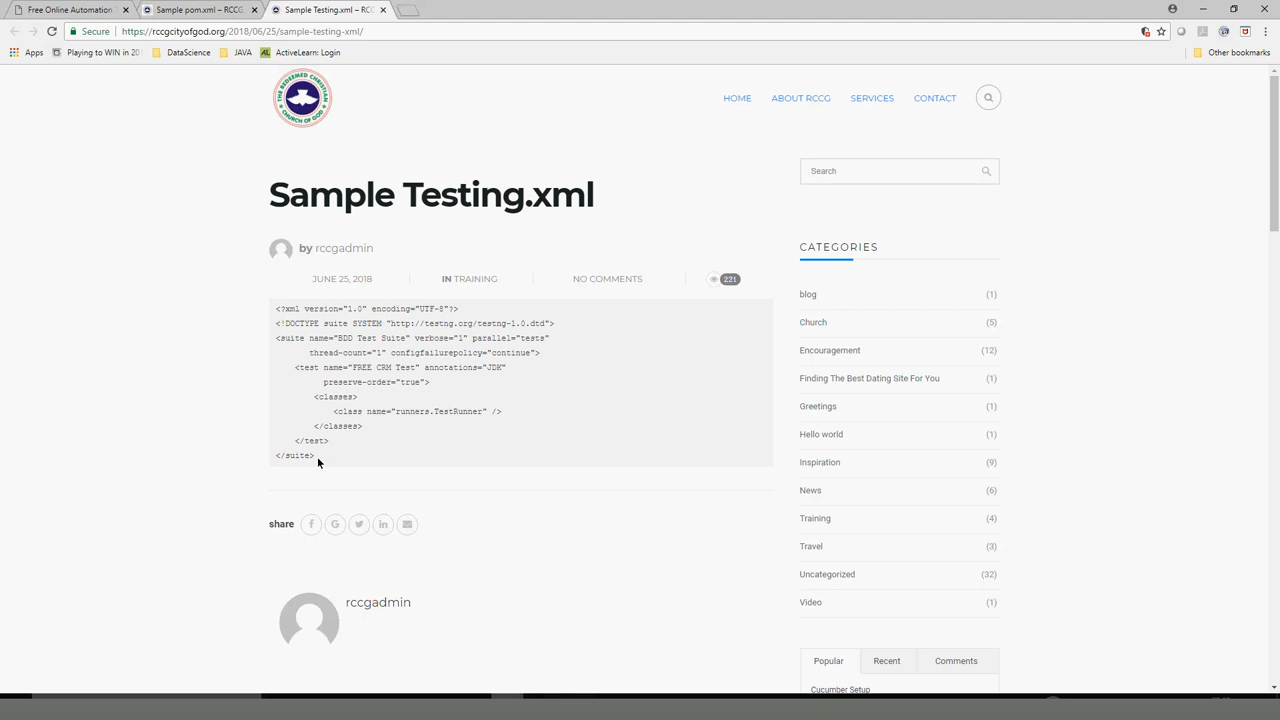 Free Online Automation
Sample pom.xml – RCCG
Sample Testing.xml – RCC
Secure
https://rccgcityofgod.org/2018/06/25/sample-testing-xml/
Apps
Playing to WIN in 20
DataScience
JAVA
AL
ActiveLearn: Login
Other bookmarks
THE REDEEMED CHRISTIAN CHURCH OF GOD
HOME
ABOUT RCCG
SERVICES
CONTACT
Sample Testing.xml
by rccgadmin
JUNE 25, 2018
IN TRAINING
NO COMMENTS
221
<?xml version="1.0" encoding="UTF-8"?>
<!DOCTYPE suite SYSTEM "http://testng.org/testng-1.0.dtd">
<suite name="BDD Test Suite" verbose="1" parallel="tests"
thread-count="1" configfailurepolicy="continue">
<test name="FREE CRM Test" annotations="JDK"
preserve-order="true">
<classes>
<class name="runners.TestRunner" />
</classes>
</test>
</suite>
share
rccgadmin
Search
CATEGORIES
blog (1)
Church (5)
Encouragement (12)
Finding The Best Dating Site For You (1)
Greetings (1)
Hello world (1)
Inspiration (9)
News (6)
Training (4)
Travel (3)
Uncategorized (32)
Video (1)
Popular
Recent
Comments
Cucumber Setup